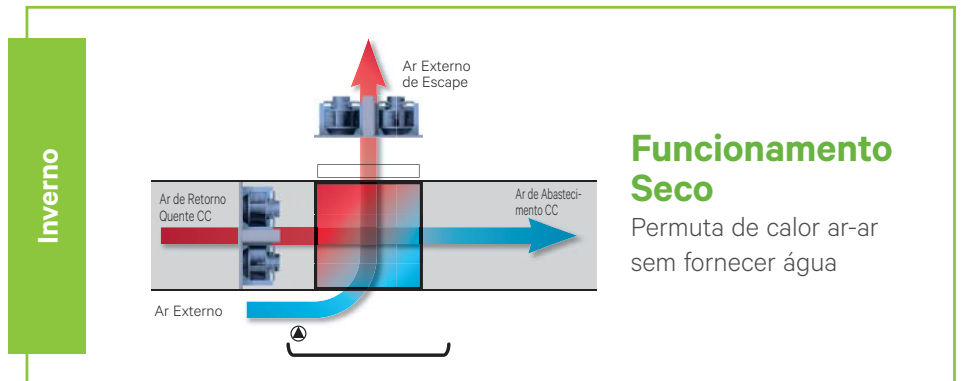 Inverno
Ar Externo
de Escape
Ar de Retorno
Quente CC
Ar de Abasteci-
mento CC
Ar Externo
Funcionamento
Seco
Permuta de calor ar-ar
sem fornecer água